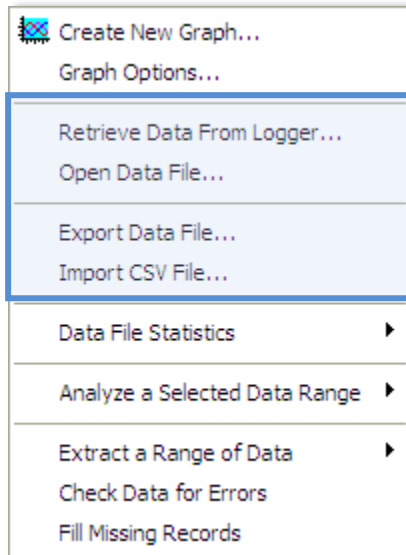 Create New Graph...
Graph Options...
Retrieve Data From Logger...
Open Data File...
Export Data File...
Import CSV File...
Data File Statistics
Analyze a Selected Data Range
Extract a Range of Data
Check Data for Errors
Fill Missing Records